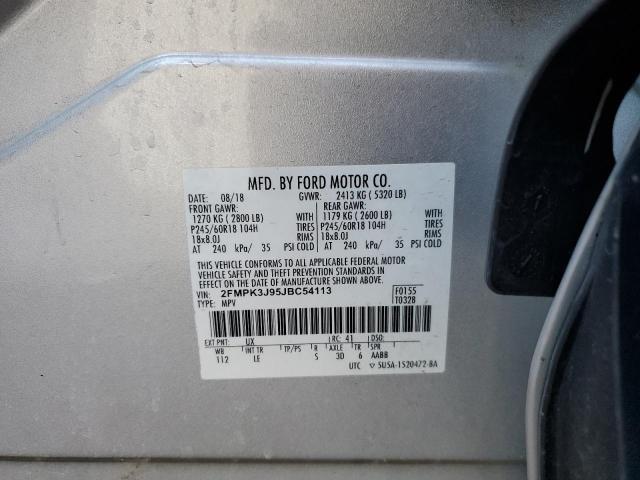 MFD. BY FORD MOTOR CO.
DATE: 08/18 GVWR: 2413 KG ( 5320 LB)
FRONT GAWR: REAR GAWR:
1270 KG ( 2800 LB) WITH 1179 KG ( 2600 LB) WITH
P245/60R18 104H TIRES P245/60R18 104H TIRES
18x8.0J RIMS 18x8.0J RIMS
AT 240 kPa/ 35 PSI COLD AT 240 kPa/ 35 PSI COLD
THIS VEHICLE CONFORMS TO ALL APPLICABLE FEDERAL MOTOR
VEHICLE SAFETY AND THEFT PREVENTION STANDARDS IN EFFECT
ON THE DATE OF MANUFACTURE SHOWN ABOVE.
VIN: 2FMPK3J95JBC54113 F0155
TYPE: MPV T0328
EXT PNT: UX RC: 41 DSO:
WB INT TR TP/PS R AXLE TR SPR
112 LE S 3D 6 AABB
UTC ▽ 5U5A-1520472-BA